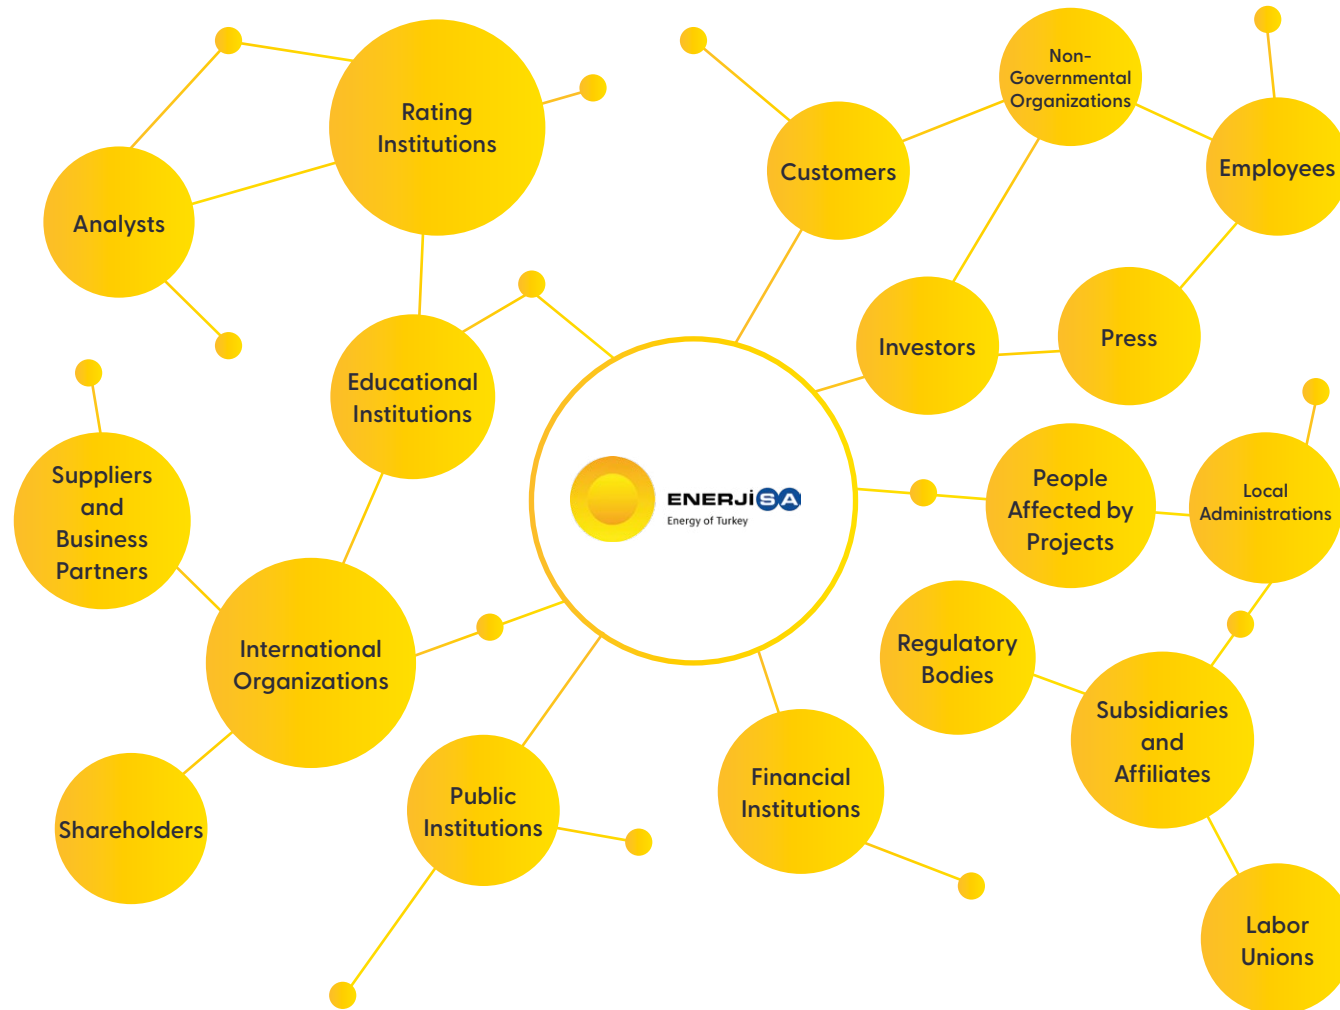 Rating
Institutions
Analysts
Non-
Governmental
Organizations
Customers
Employees
Investors
Press
Educational
Institutions
Suppliers
and
Business
Partners
ENERJİSA
Energy of Turkey
People
Affected by
Projects
Local
Administrations
International
Organizations
Regulatory
Bodies
Subsidiaries
and
Affiliates
Shareholders
Public
Institutions
Financial
Institutions
Labor
Unions